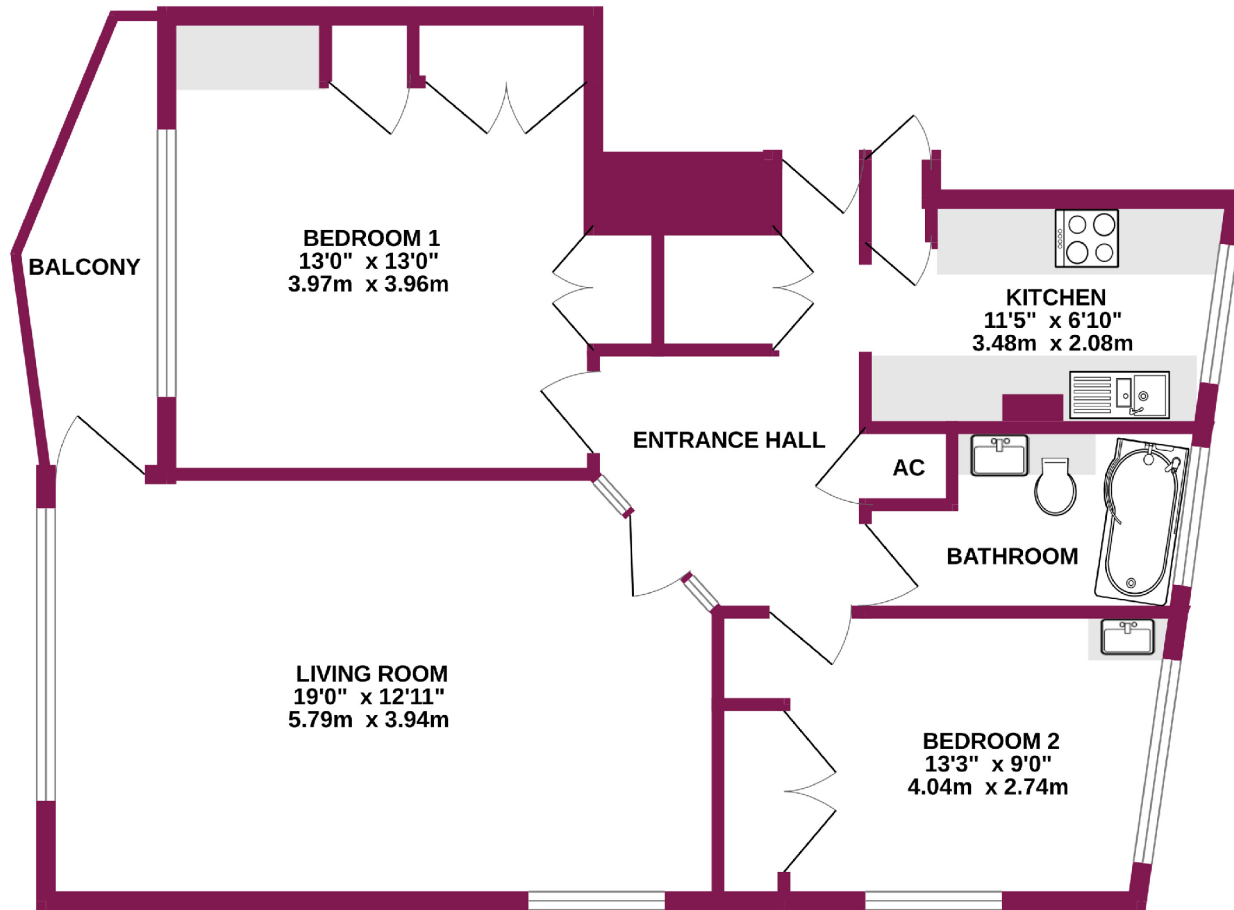 BEDROOM 1
13'0" x 13'0"
3.97m x 3.96m
BALCONY
KITCHEN
11'5" x 6'10"
3.48m x 2.08m
ENTRANCE HALL
AC
BATHROOM
LIVING ROOM
19'0" x 12'11"
5.79m x 3.94m
BEDROOM 2
13'3" x 9'0"
4.04m x 2.74m